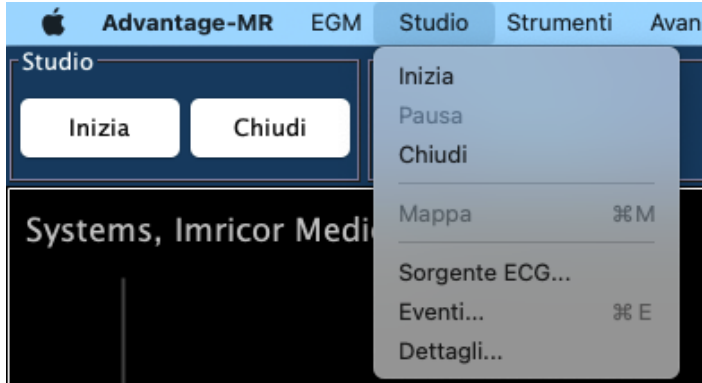 Advantage-MR EGM Studio Strumenti Avan
Studio
Inizia Chiudi
Inizia
Pausa
Chiudi
Mappa ⌘M
Sorgente ECG...
Eventi... ⌘E
Dettagli...
Systems, Imricor Medi